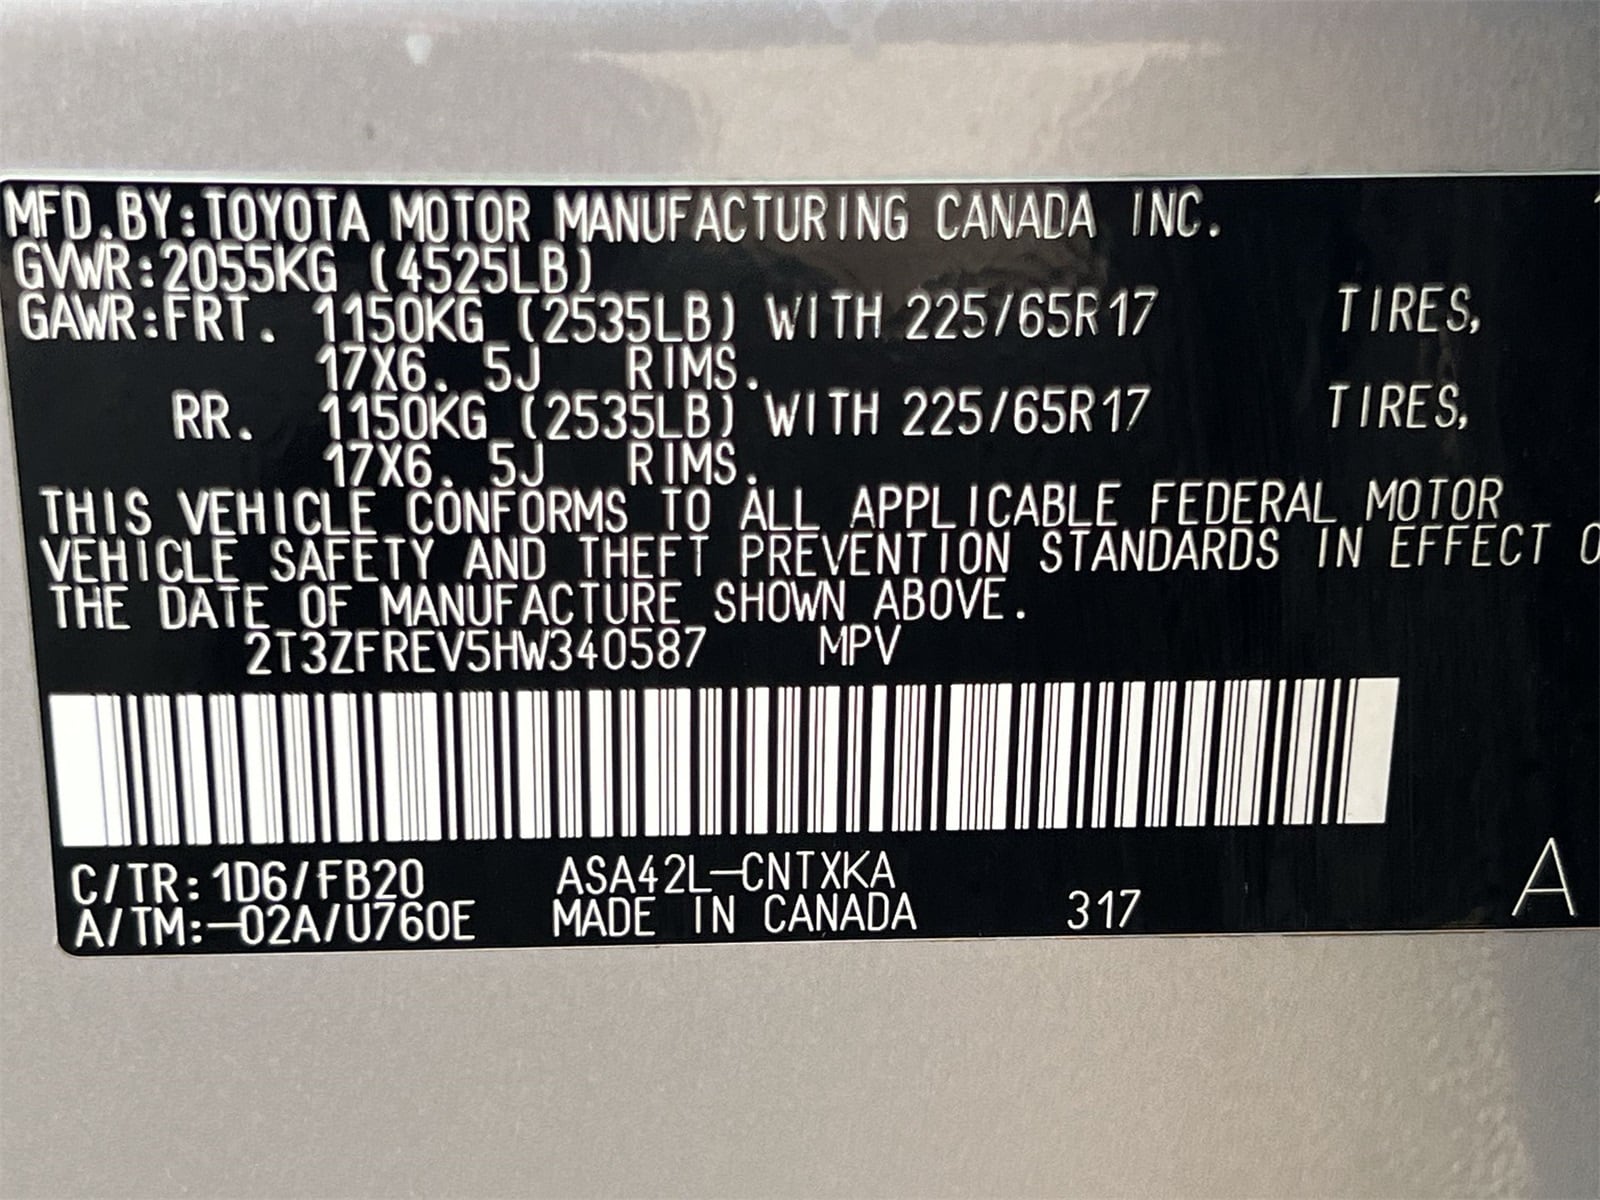 MFD.BY:TOYOTA MOTOR MANUFACTURING CANADA INC.
GVWR:2055KG (4525LB)
GAWR:FRT. 1150KG (2535LB) WITH 225/65R17 TIRES,
17X6. 5J RIMS.
RR. 1150KG (2535LB) WITH 225/65R17 TIRES,
17X6. 5J RIMS.
THIS VEHICLE CONFORMS TO ALL APPLICABLE FEDERAL MOTOR
VEHICLE SAFETY AND THEFT PREVENTION STANDARDS IN EFFECT
THE DATE OF MANUFACTURE SHOWN ABOVE.
2T3ZFREV5HW340587 MPV
C/TR:1D6/FB20 ASA42L-CNTXKA
A/TM:-02A/U760E MADE IN CANADA 317 A